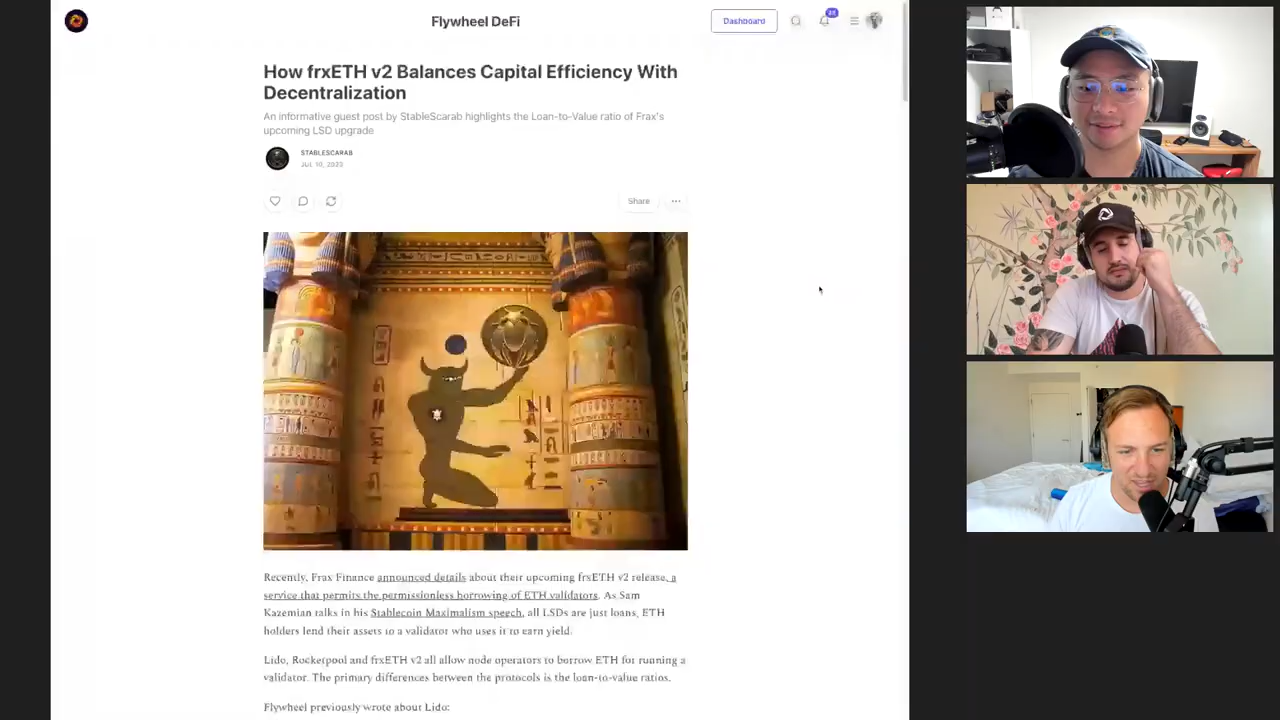 Flywheel DeFi
Dashboard
How frxETH v2 Balances Capital Efficiency With
Decentralization
An informative guest post by StableScarab highlights the Loan-to-Value ratio of Frax's
upcoming LSD upgrade
STABLESCARAB
JUL 10, 2023
Share
Recently, Frax Finance announced details about their upcoming frxETH v2 release, a
service that permits the permissionless borrowing of ETH validators. As Sam
Kazemian talks in his Stablecoin Maximalism speech, all LSDs are just loans, ETH
holders lend their assets to a validator who uses it to earn yield.
Lido, Rocketpool and frxETH v2 all allow node operators to borrow ETH for running a
validator. The primary differences between the protocols is the loan-to-value ratios.
Flywheel previously wrote about Lido: